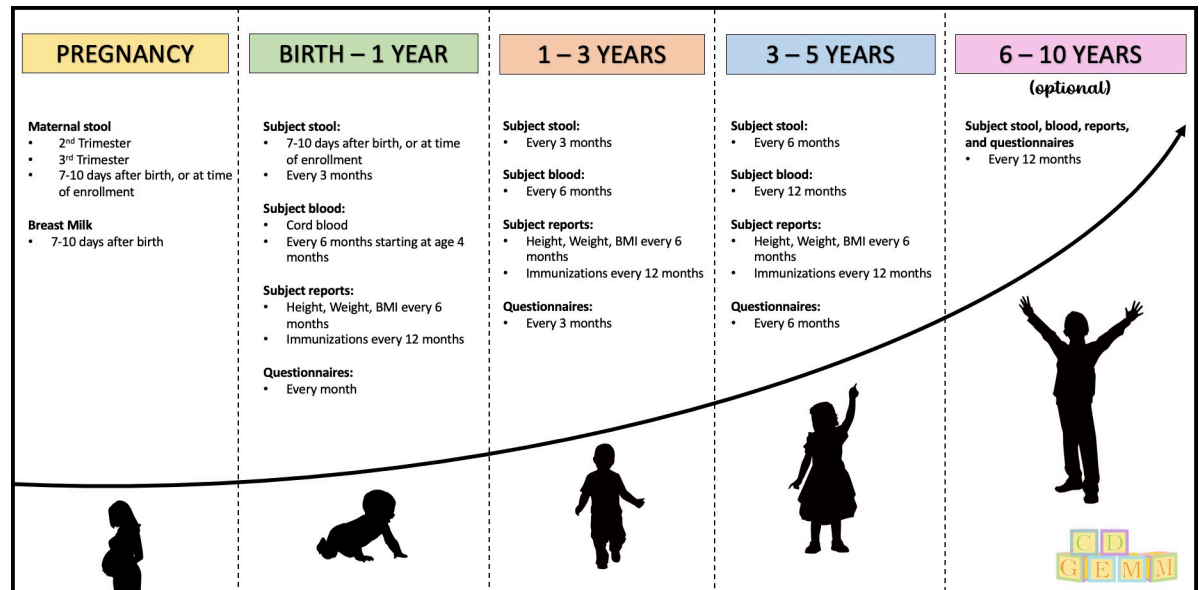 PREGNANCY
Maternal stool
• 2nd Trimester
• 3rd Trimester
• 7-10 days after birth, or at time
of enrollment
Breast Milk
• 7-10 days after birth
BIRTH – 1 YEAR
Subject stool:
• 7-10 days after birth, or at time
of enrollment
• Every 3 months
Subject blood:
• Cord blood
• Every 6 months starting at age 4
months
Subject reports:
• Height, Weight, BMI every 6
months
• Immunizations every 12 months
Questionnaires:
• Every month
1 – 3 YEARS
Subject stool:
• Every 3 months
Subject blood:
• Every 6 months
Subject reports:
• Height, Weight, BMI every 6
months
• Immunizations every 12 months
Questionnaires:
• Every 3 months
3 – 5 YEARS
Subject stool:
• Every 6 months
Subject blood:
• Every 12 months
Subject reports:
• Height, Weight, BMI every 6
months
• Immunizations every 12 months
Questionnaires:
• Every 6 months
6 – 10 YEARS
(optional)
Subject stool, blood, reports,
and questionnaires
• Every 12 months
CD
GEMM